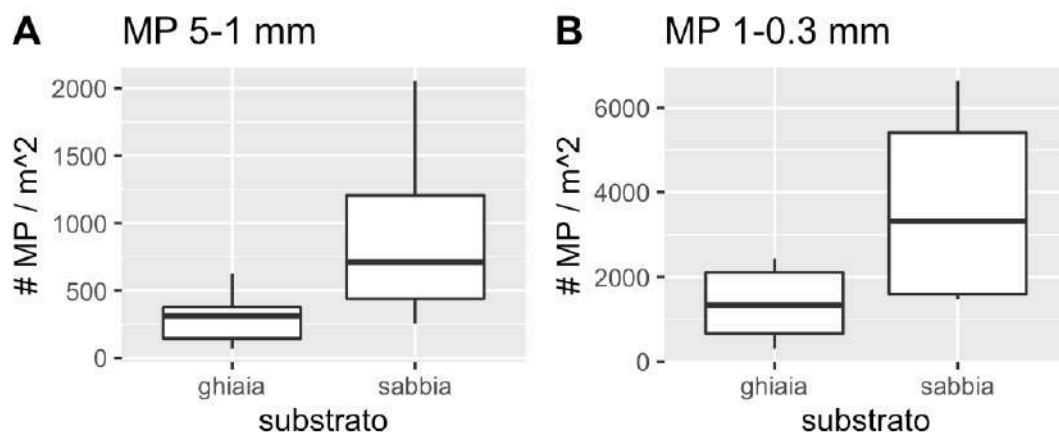 A MP 5-1 mm
# MP / m^2
2000
1500
1000
500
0
ghiaia sabbia
substrato
B MP 1-0.3 mm
# MP / m^2
6000
4000
2000
0
ghiaia sabbia
substrato